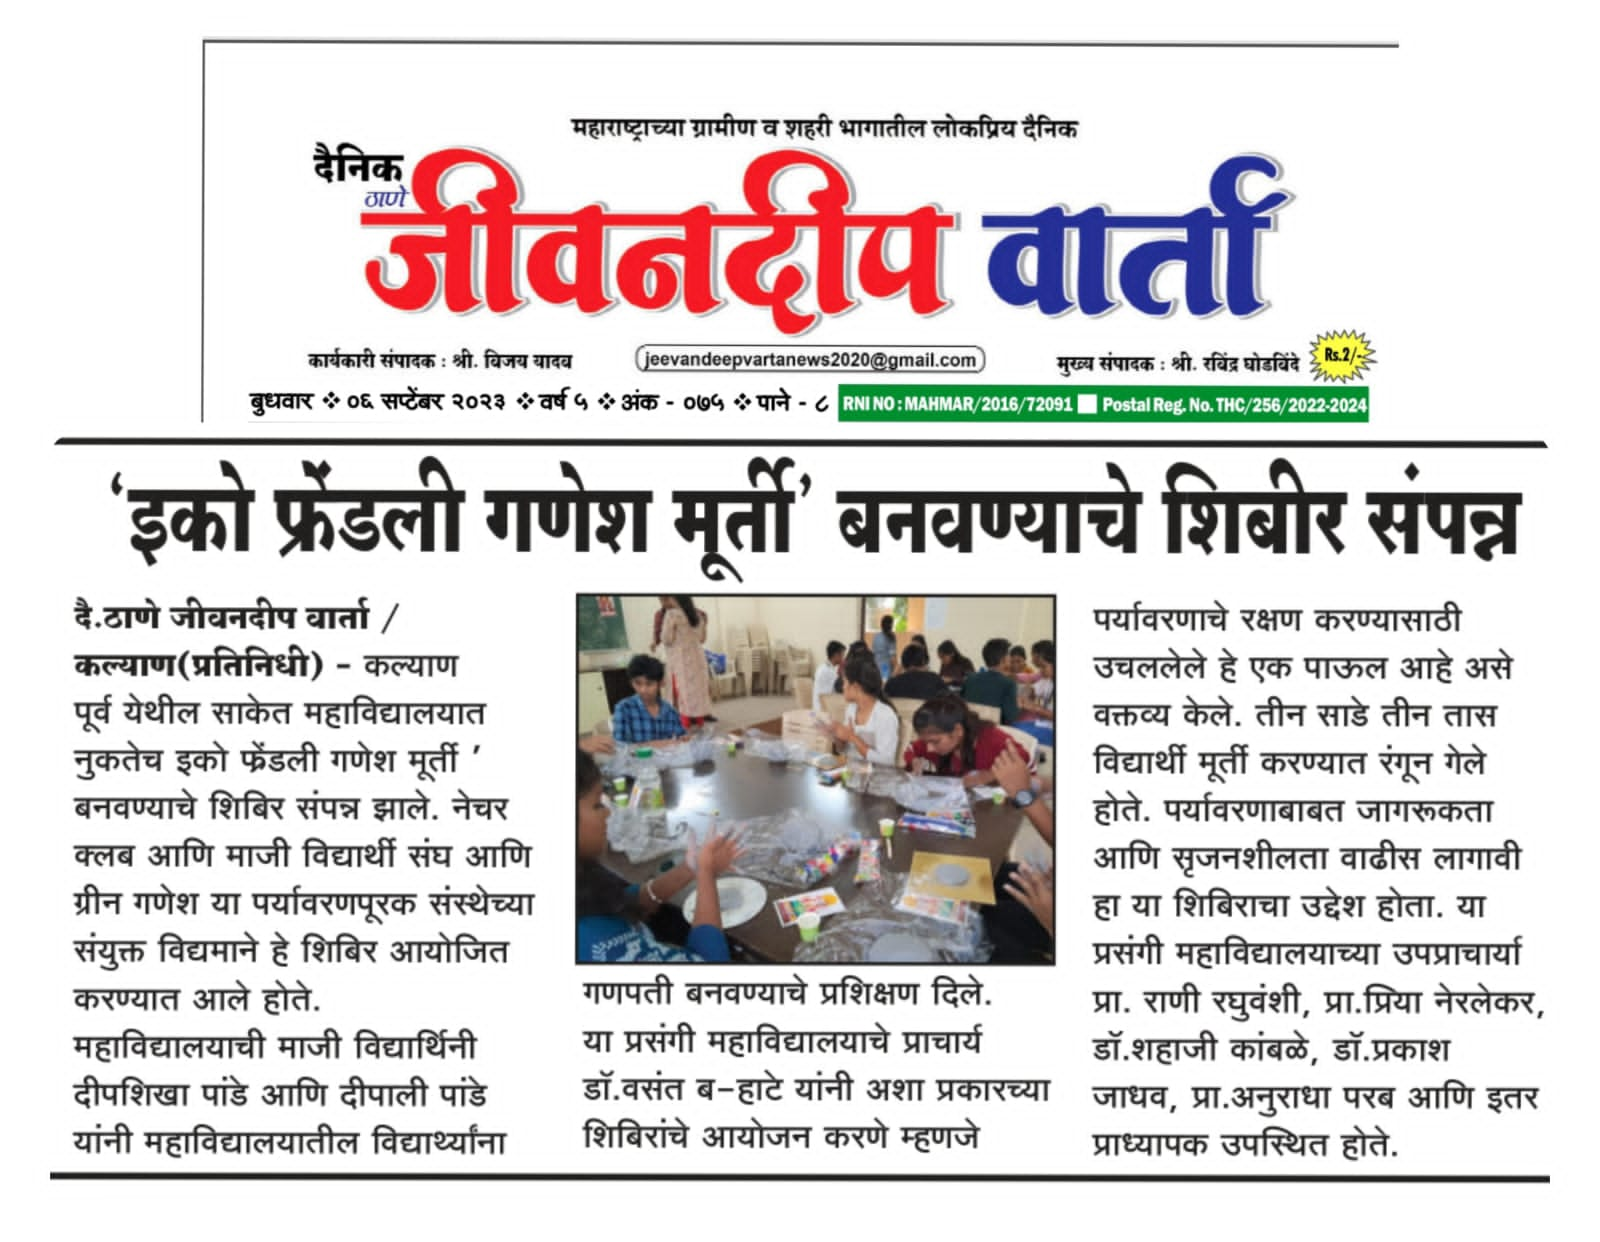 महाराष्ट्राच्या ग्रामीण व शहरी भागातील लोकप्रिय दैनिक
दैनिक
ठाणे
जीवनदीप वार्ता
कार्यकारी संपादक : श्री. विजय यादव
jeevandeepvartanews2020@gmail.com
मुख्य संपादक : श्री. रविंद्र घोडविंदे
Rs.2/-
बुधवार ❖ ०६ सप्टेंबर २०२३ ❖ वर्ष ५ ❖ अंक - ०७५ ❖ पाने - ८
RNI NO : MAHMAR/2016/72091 Postal Reg. No. THC/256/2022-2024
'इको फ्रेंडली गणेश मूर्ती' बनवण्याचे शिबीर संपन्न
दै.ठाणे जीवनदीप वार्ता /
कल्याण(प्रतिनिधी) - कल्याण
पूर्व येथील साकेत महाविद्यालयात
नुकतेच इको फ्रेंडली गणेश मूर्ती '
बनवण्याचे शिबिर संपन्न झाले. नेचर
क्लब आणि माजी विद्यार्थी संघ आणि
ग्रीन गणेश या पर्यावरणपूरक संस्थेच्या
संयुक्त विद्यमाने हे शिबिर आयोजित
करण्यात आले होते.
महाविद्यालयाची माजी विद्यार्थिनी
दीपशिखा पांडे आणि दीपाली पांडे
यांनी महाविद्यालयातील विद्यार्थ्यांना
गणपती बनवण्याचे प्रशिक्षण दिले.
या प्रसंगी महाविद्यालयाचे प्राचार्य
डॉ.वसंत ब-हाटे यांनी अशा प्रकारच्या
शिबिरांचे आयोजन करणे म्हणजे
पर्यावरणाचे रक्षण करण्यासाठी
उचललेले हे एक पाऊल आहे असे
वक्तव्य केले. तीन साडे तीन तास
विद्यार्थी मूर्ती करण्यात रंगून गेले
होते. पर्यावरणाबाबत जागरूकता
आणि सृजनशीलता वाढीस लागावी
हा या शिबिराचा उद्देश होता. या
प्रसंगी महाविद्यालयाच्या उपप्राचार्या
प्रा. राणी रघुवंशी, प्रा.प्रिया नेरलेकर,
डॉ.शहाजी कांबळे, डॉ.प्रकाश
जाधव, प्रा.अनुराधा परब आणि इतर
प्राध्यापक उपस्थित होते.